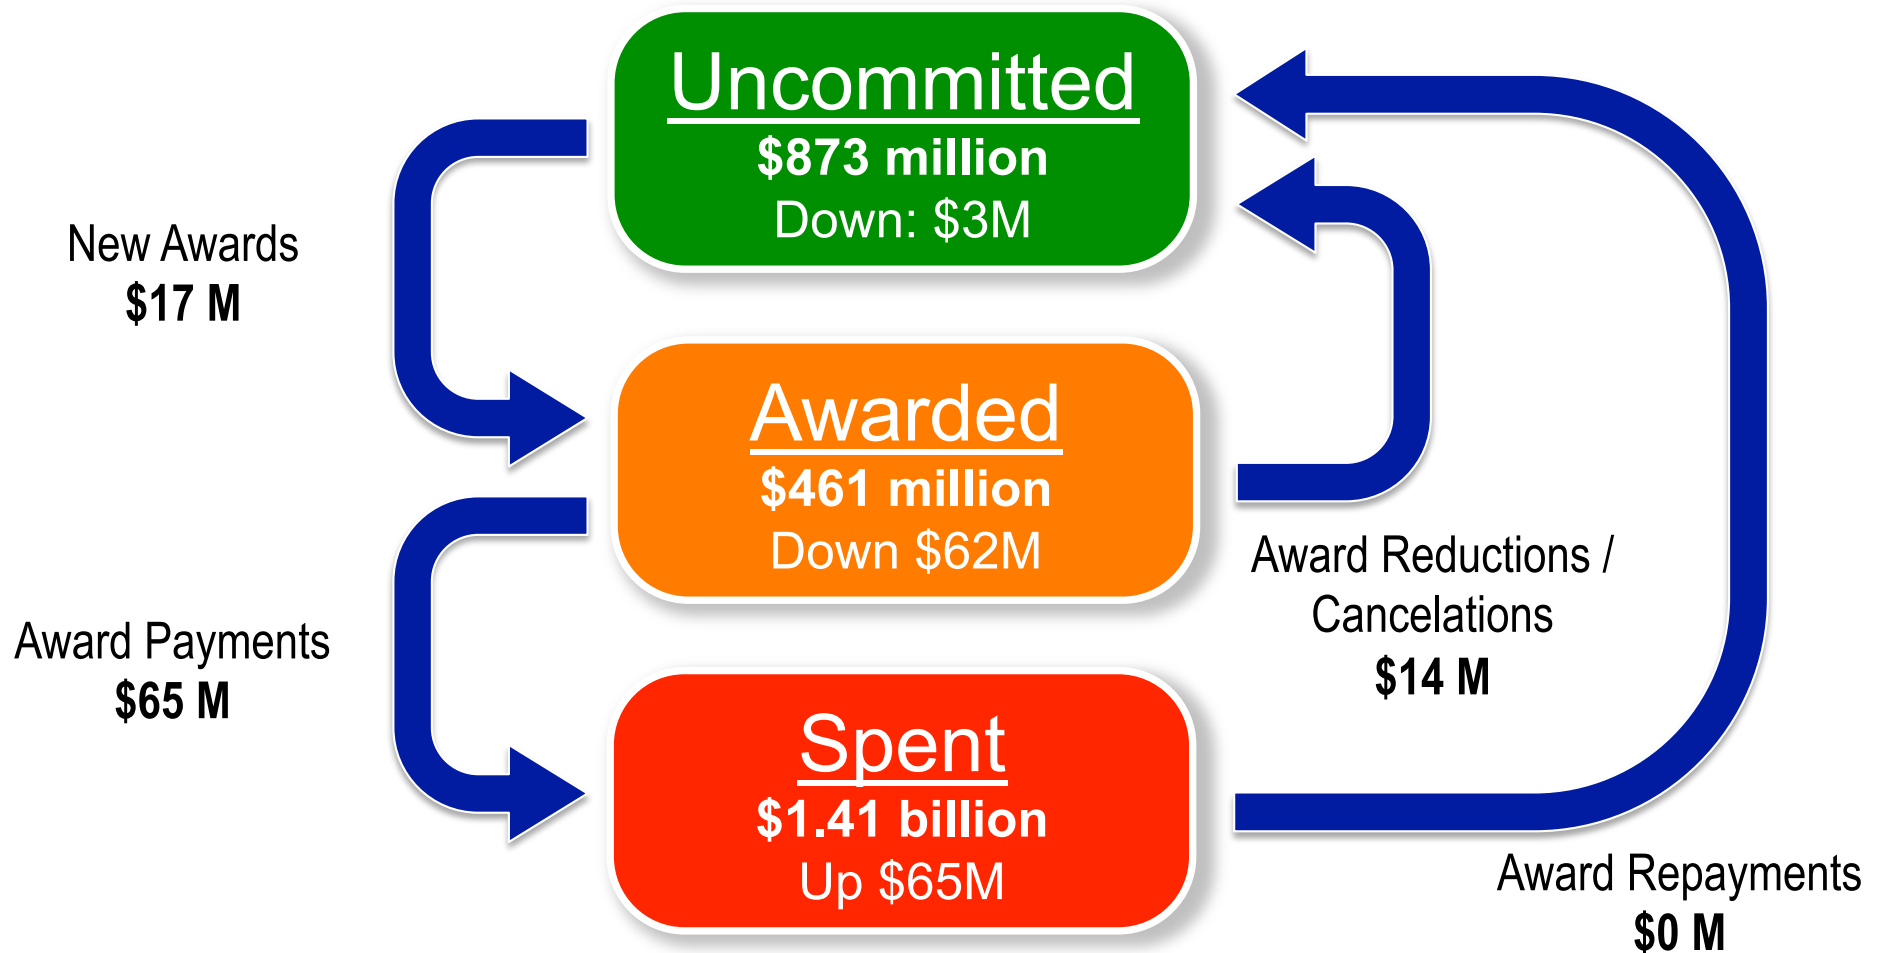 Uncommitted
$873 million
Down: $3M
New Awards
$17 M
Awarded
$461 million
Down $62M
Award Reductions /
Cancelations
$14 M
Award Payments
$65 M
Spent
$1.41 billion
Up $65M
Award Repayments
$0 M